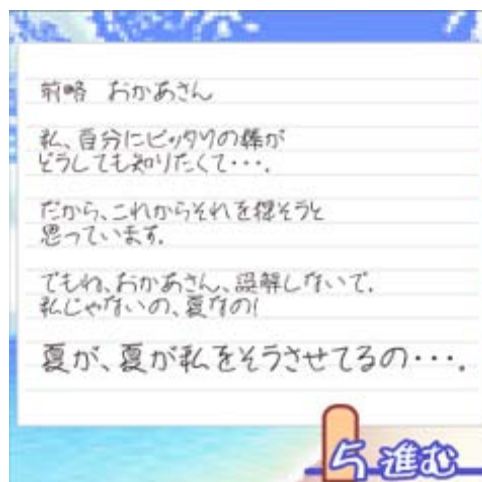 前略　おかあさん
私、自分にピッタリの棒が
どうしても知りたくて・・・.
だから、これからそれを探そうと
思っています.
でもね、おかあさん、誤解しないで.
私じゃないの、夏なの!
夏が、夏が私をそうさせてるの・・・.
5 進む